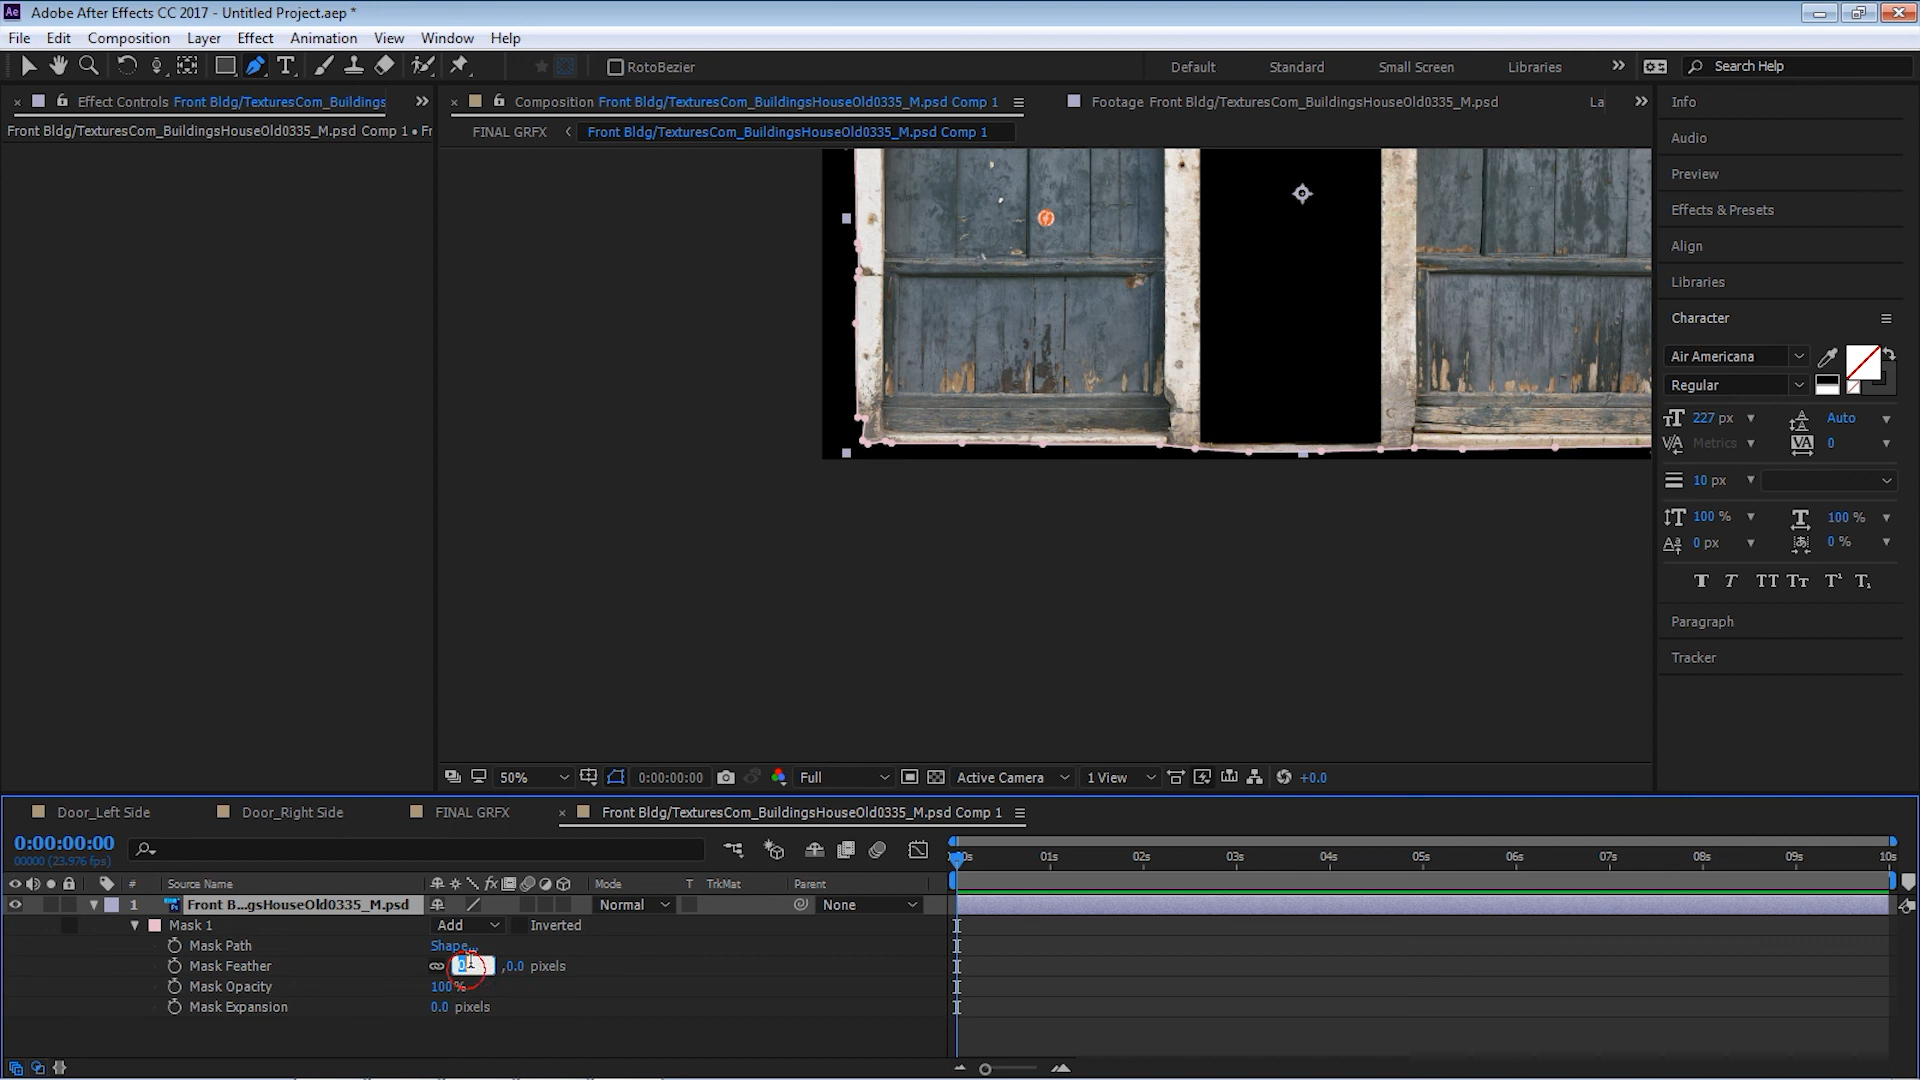 Adobe After Effects CC 2017 - Untitled Project.aep *
File Edit Composition Layer Effect Animation View Window Help
RotoBezier Default Standard Small Screen Libraries Search Help
Effect Controls Front Bldg/TexturesCom_Buildings
Composition Front Bldg/TexturesCom_BuildingsHouseOld0335_M.psd Comp 1
Footage Front Bldg/TexturesCom_BuildingsHouseOld0335_M.psd
La
Info
Front Bldg/TexturesCom_BuildingsHouseOld0335_M.psd Comp 1 • Fr
FINAL GRFX
Front Bldg/TexturesCom_BuildingsHouseOld0335_M.psd Comp 1
Audio
Preview
Effects & Presets
Align
Libraries
Character
Air Americana
Regular
227 px Auto
Metrics 0
10 px
100 % 100 %
0 px 0 %
T T TT Tт T¹ T,
Paragraph
Tracker
50% 0:00:00:00 Full Active Camera 1 View +0.0
Door_Left Side
Door_Right Side
FINAL GRFX
Front Bldg/TexturesCom_BuildingsHouseOld0335_M.psd Comp 1
0:00:00:00
00000 (23.976 fps)
01s 02s 03s 04s 05s 06s 07s 08s 09s 10s
# Source Name Mode T TrkMat Parent
1 Front B...gsHouseOld0335_M.psd Normal None
Mask 1 Add Inverted
Mask Path Shape...
Mask Feather ,0.0 pixels
Mask Opacity 100%
Mask Expansion 0.0 pixels